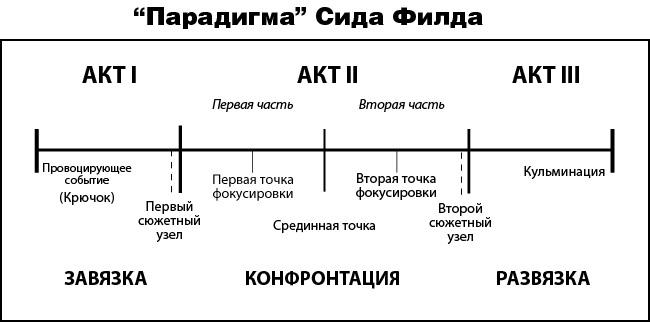 “Парадигма” Сида Филда
АКТ I
АКТ II
АКТ III
Первая часть
Вторая часть
Провоцирующее
событие
(Крючок)
Первый
сюжетный
узел
Первая точка
фокусировки
Срединная точка
Вторая точка
фокусировки
Второй
сюжетный
узел
Кульминация
ЗАВЯЗКА
КОНФРОНТАЦИЯ
РАЗВЯЗКА